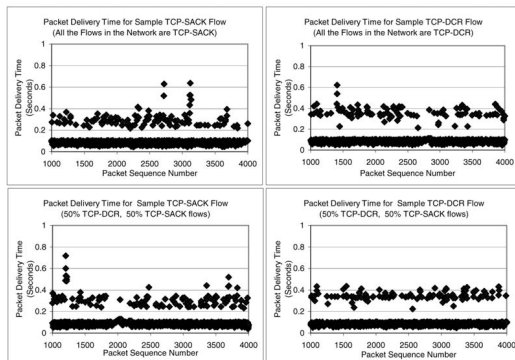 Packet Delivery Time for Sample TCP-SACK Flow
(All the Flows in the Network are TCP-SACK)
Packet Delivery Time
(Seconds)
1
0.8
0.6
0.4
0.2
0
1000 1500 2000 2500 3000 3500 4000
Packet Sequence Number
Packet Delivery Time for Sample TCP-DCR Flow
(All the Flows in the Network are TCP-DCR)
Packet Delivery Time
(Seconds)
1
0.8
0.6
0.4
0.2
0
1000 1500 2000 2500 3000 3500 4000
Packet Sequence Number
Packet Delivery Time for Sample TCP-SACK Flow
(50% TCP-DCR, 50% TCP-SACK flows)
Packet Delivery Time
(Seconds)
1
0.8
0.6
0.4
0.2
0
1000 1500 2000 2500 3000 3500 4000
Packet Sequence Number
Packet Delivery Time for Sample TCP-DCR Flow
(50% TCP-DCR, 50% TCP-SACK flows)
Packet Delivery Time
(Seconds)
1
0.8
0.6
0.4
0.2
0
1000 1500 2000 2500 3000 3500 4000
Packet Sequence Number